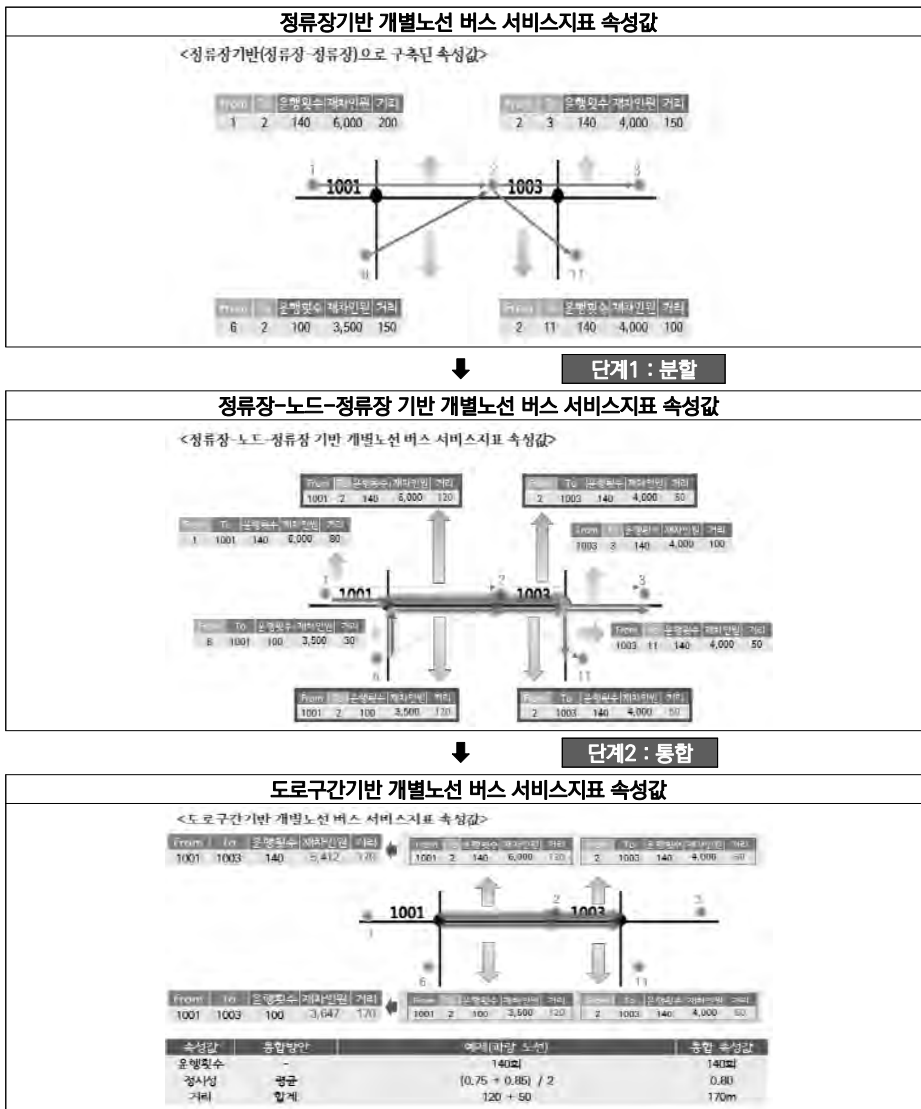 정류장기반 개별노선 버스 서비스지표 속성값
<정류장기반(정류장-정류장)으로 구축된 속성값>
From To 운행횟수 재차인원 거리
1 2 140 6,000 200
From To 운행횟수 재차인원 거리
2 3 140 4,000 150
1 2 3
1001 1003
11
From To 운행횟수 재차인원 거리
6 2 100 3,500 150
From To 운행횟수 재차인원 거리
2 11 140 4,000 100
단계1 : 분할
정류장-노드-정류장 기반 개별노선 버스 서비스지표 속성값
<정류장-노드-정류장 기반 개별노선 버스 서비스지표 속성값>
From To 운행횟수 재차인원 거리
1001 2 140 6,000 120
From To 운행횟수 재차인원 거리
2 1003 140 4,000 50
From To 운행횟수 재차인원 거리
1 1001 140 6,000 80
From To 운행횟수 재차인원 거리
1003 3 140 4,000 100
1 2 3
1001 1003
From To 운행횟수 재차인원 거리
6 1001 100 3,500 30
From To 운행횟수 재차인원 거리
1003 11 140 4,000 50
6 11
From To 운행횟수 재차인원 거리
1001 2 100 3,500 120
From To 운행횟수 재차인원 거리
2 1003 140 4,000 50
단계2 : 통합
도로구간기반 개별노선 버스 서비스지표 속성값
<도로구간기반 개별노선 버스 서비스지표 속성값>
From To 운행횟수 재차인원 거리
1001 1003 140 5,412 170
From To 운행횟수 재차인원 거리
1001 2 140 6,000 120
From To 운행횟수 재차인원 거리
2 1003 140 4,000 50
2 3
1001 1003
1
6 11
From To 운행횟수 재차인원 거리
1001 1003 100 3,647 170
From To 운행횟수 재차인원 거리
1001 2 100 3,500 120
From To 운행횟수 재차인원 거리
2 1003 140 4,000 50
속성값 통합방안 예제(파랑 노선) 통합 속성값
운행횟수 - 140회 140회
정시성 평균 (0.75 + 0.85) / 2 0.80
거리 합계 120 + 50 170m